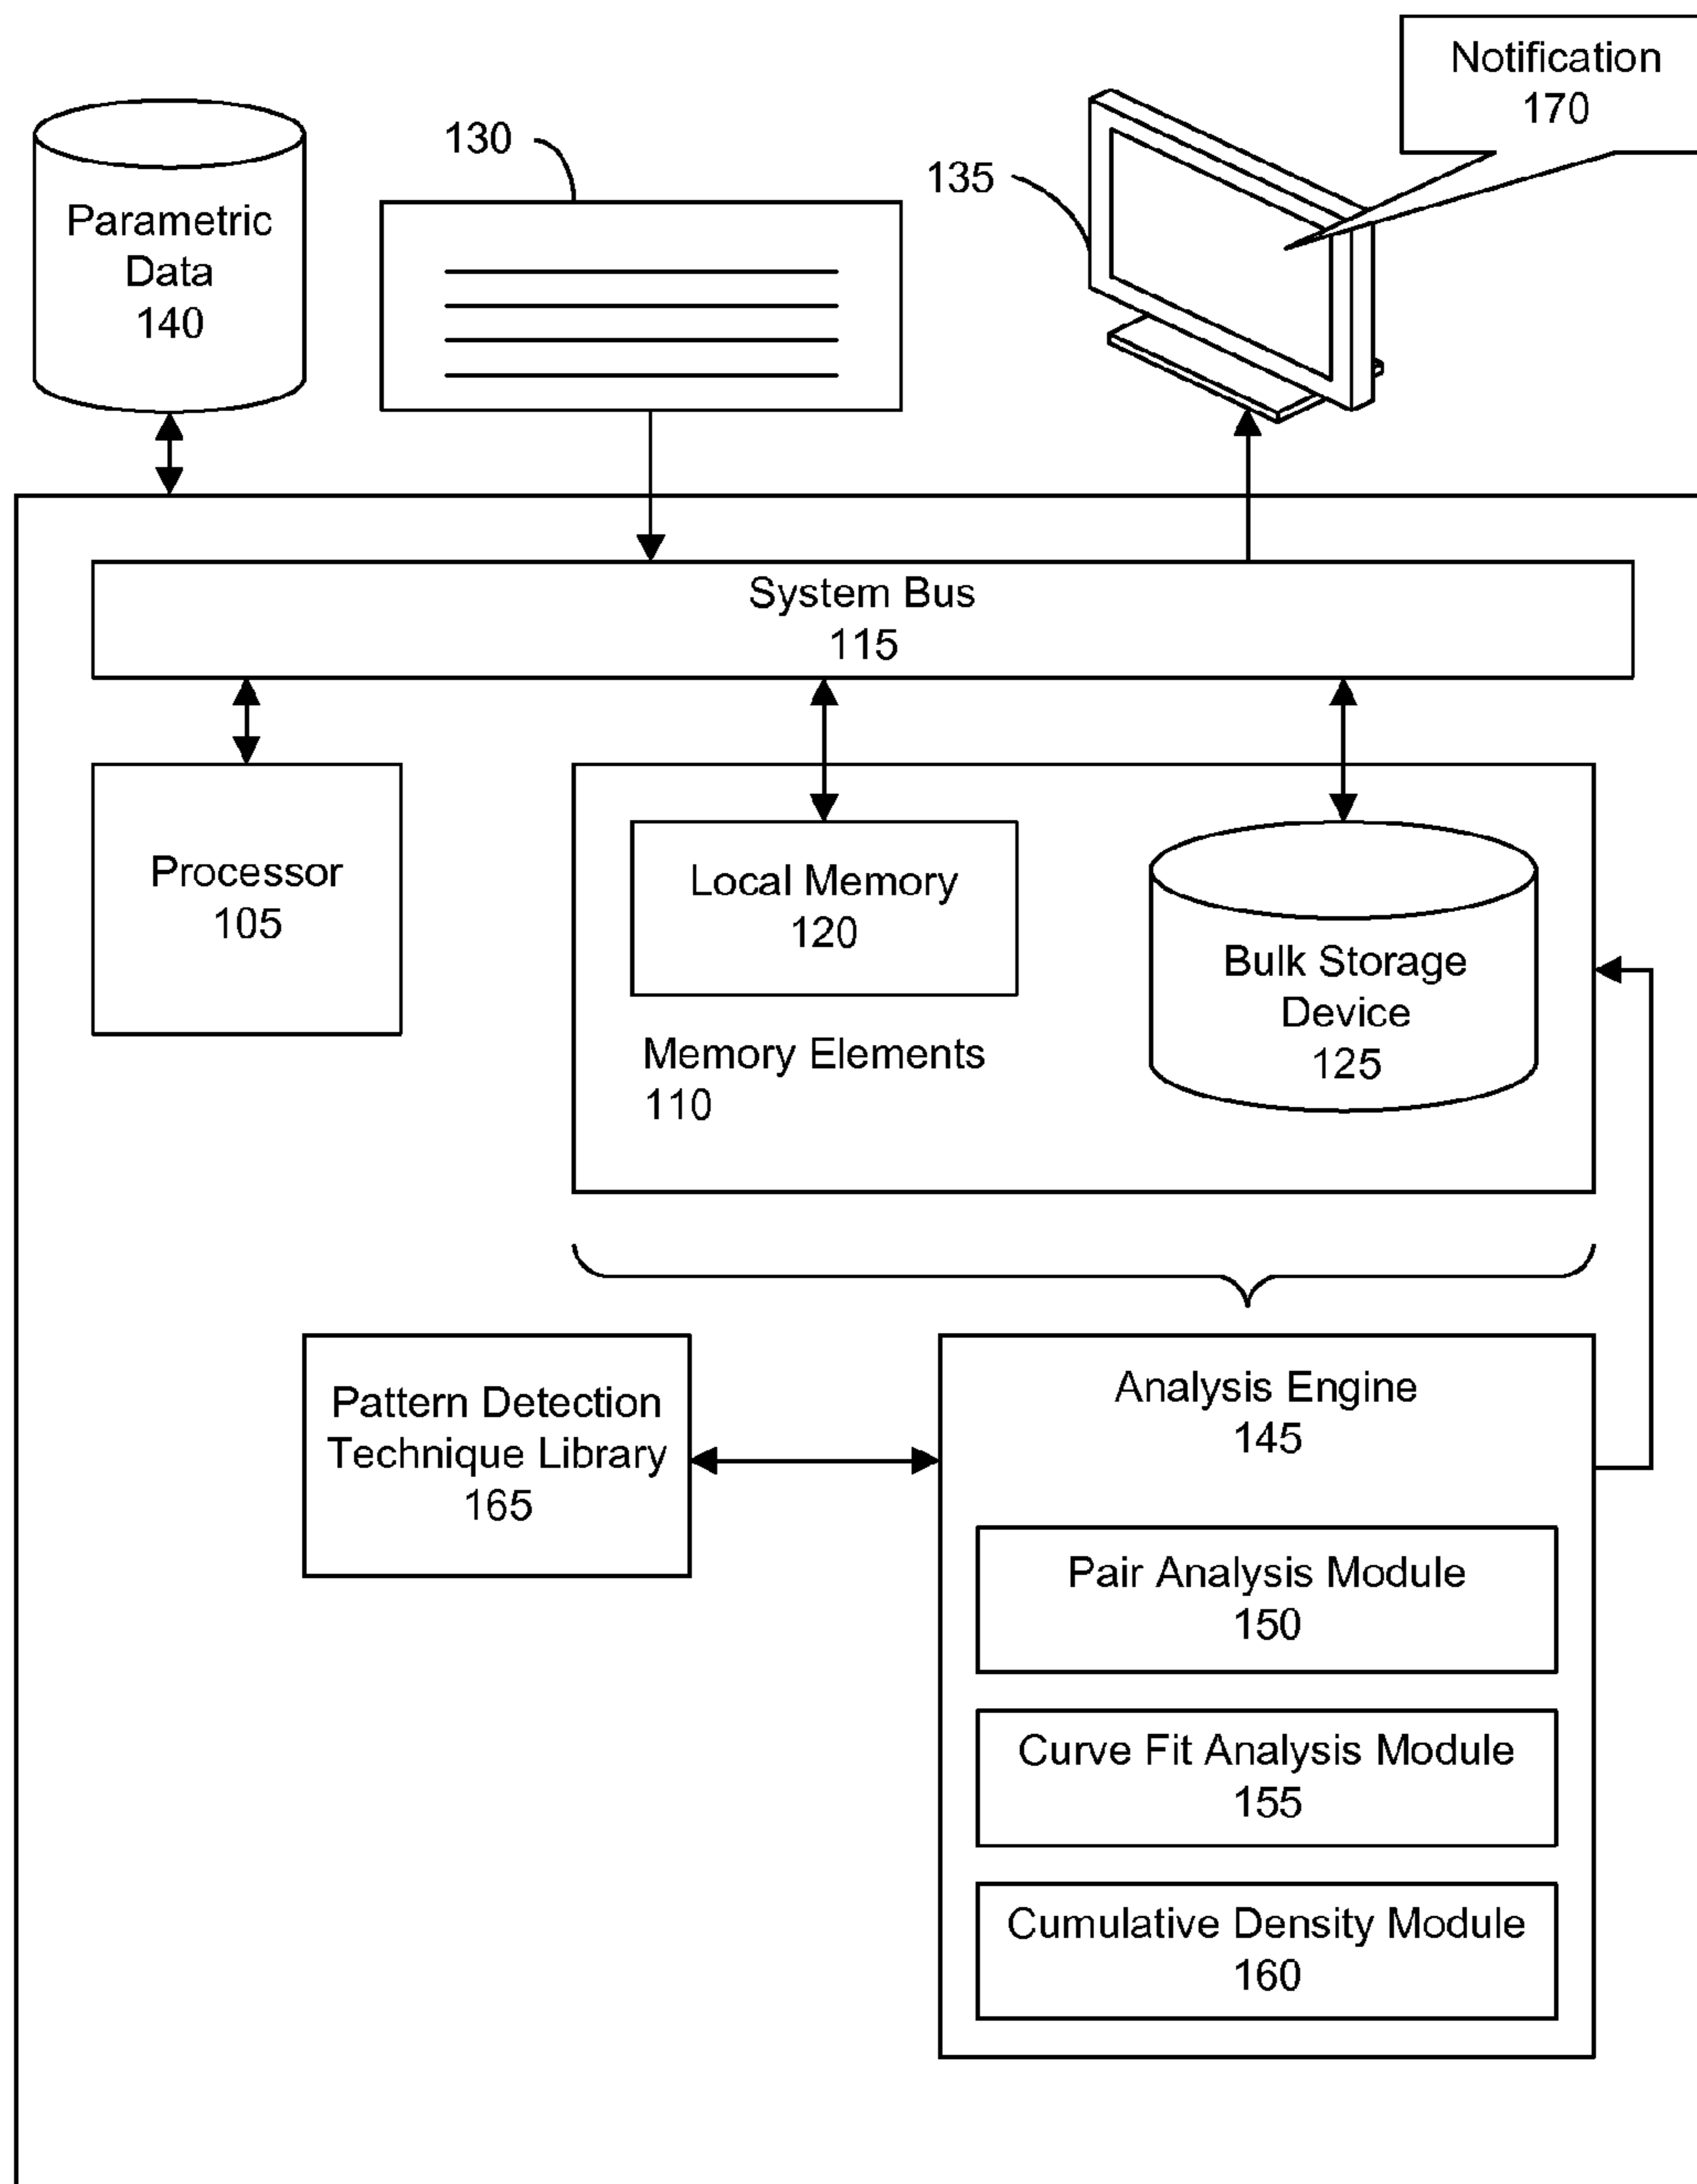 Notification
170
130
135
Parametric
Data
140
System Bus
115
Processor
105
Local Memory
120
Bulk Storage
Device
125
Memory Elements
110
Pattern Detection
Technique Library
165
Analysis Engine
145
Pair Analysis Module
150
Curve Fit Analysis Module
155
Cumulative Density Module
160